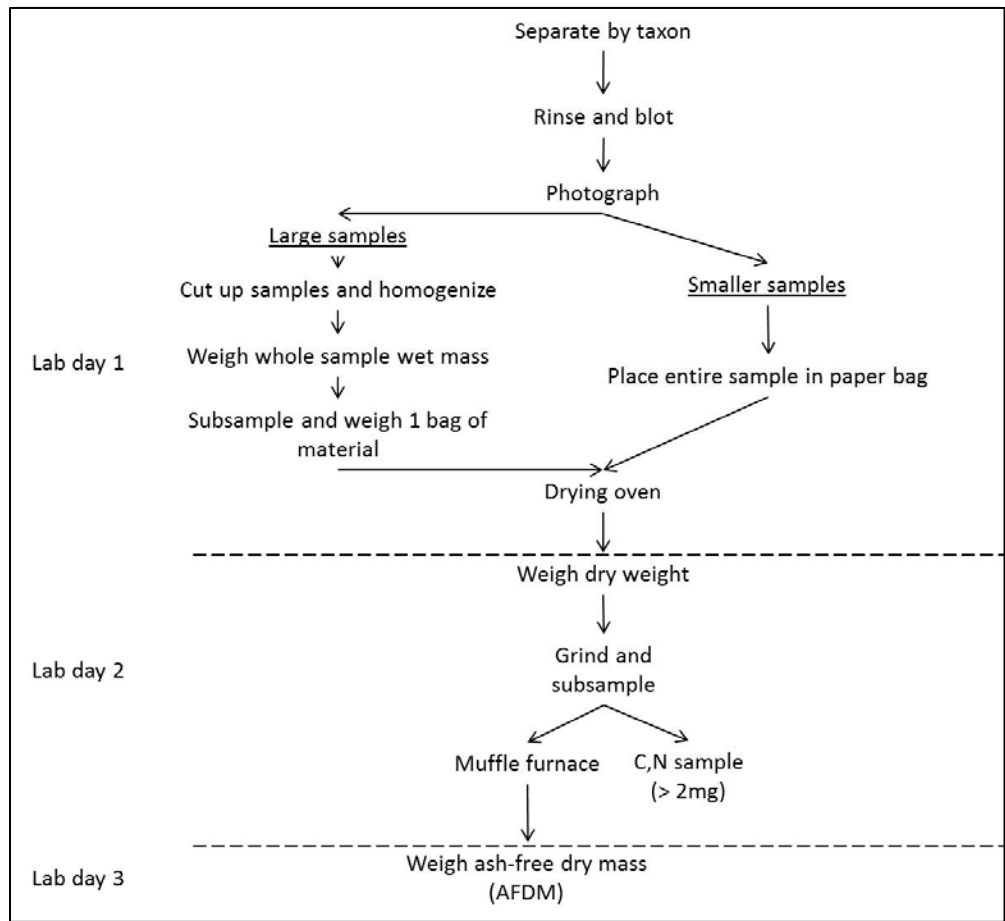 Separate by taxon
Rinse and blot
Photograph
Large samples
Cut up samples and homogenize
Smaller samples
Lab day 1
Weigh whole sample wet mass
Place entire sample in paper bag
Subsample and weigh 1 bag of
material
Drying oven
Weigh dry weight
Lab day 2
Grind and
subsample
Muffle furnace
C,N sample
(> 2mg)
Lab day 3
Weigh ash-free dry mass
(AFDM)